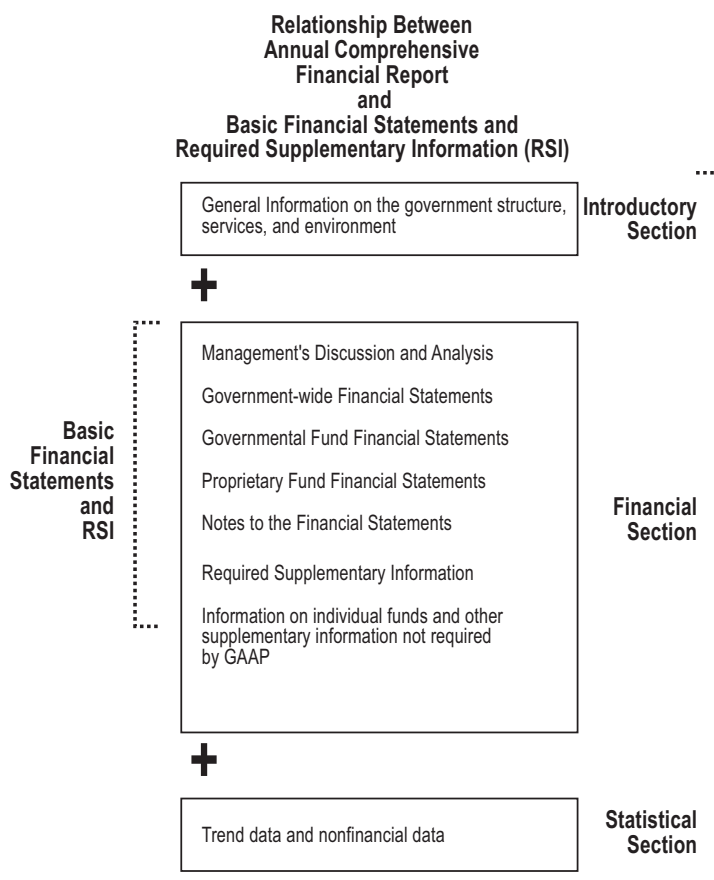 Relationship Between
Annual Comprehensive
Financial Report
and
Basic Financial Statements and
Required Supplementary Information (RSI)
General Information on the government structure,
services, and environment
Introductory
Section
+
Basic
Financial
Statements
and
RSI
Management's Discussion and Analysis
Government-wide Financial Statements
Governmental Fund Financial Statements
Proprietary Fund Financial Statements
Notes to the Financial Statements
Required Supplementary Information
Information on individual funds and other
supplementary information not required
by GAAP
Financial
Section
+
Trend data and nonfinancial data
Statistical
Section